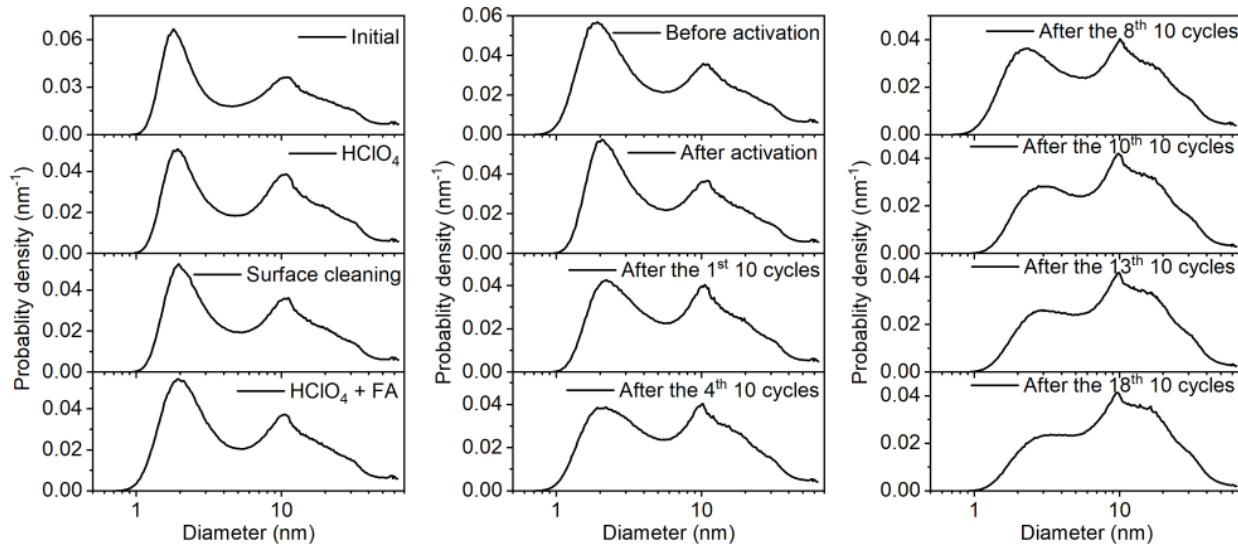 Probability density (nm⁻¹)
0.06
0.03
0.00
Initial
0.04
0.02
0.00
HClO₄
0.04
0.02
0.00
Surface cleaning
0.04
0.02
0.00
HClO₄ + FA
1
10
Diameter (nm)
Probablity density (nm⁻¹)
0.06
0.03
0.00
Before activation
0.04
0.02
0.00
After activation
0.04
0.02
0.00
After the 1ˢᵗ 10 cycles
0.04
0.02
0.00
After the 4ᵗʰ 10 cycles
1
10
Diameter (nm)
Probablity density (nm⁻¹)
0.04
0.02
0.00
After the 8ᵗʰ 10 cycles
0.04
0.02
0.00
After the 10ᵗʰ 10 cycles
0.04
0.02
0.00
After the 13ᵗʰ 10 cycles
0.04
0.02
0.00
After the 18ᵗʰ 10 cycles
1
10
Diameter (nm)